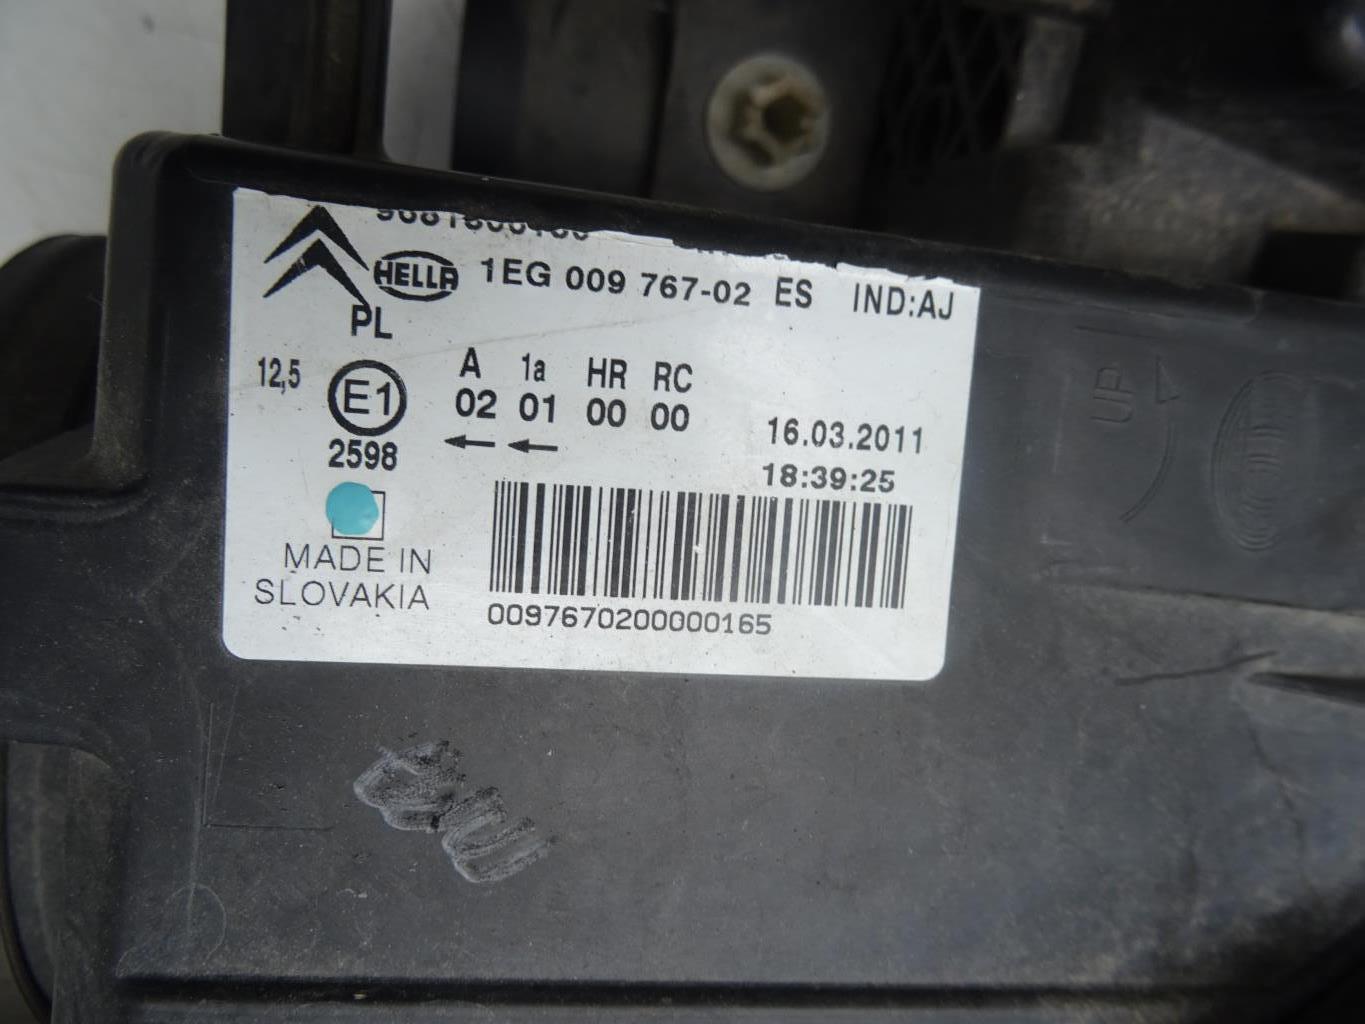 HELLA 1EG 009 767-02 ES IND:AJ
PL
12,5 E1 A 1a HR RC
02 01 00 00
2598
16.03.2011
18:39:25
MADE IN
SLOVAKIA
0097670200000165
UP